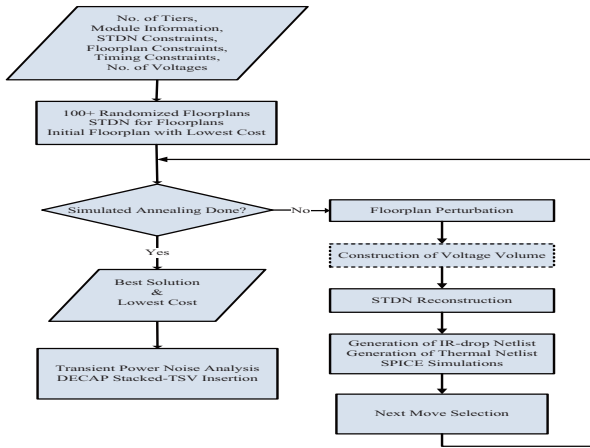 No. of Tiers,
Module Information,
STDN Constraints,
Floorplan Constraints,
Timing Constraints,
No. of Voltages
100+ Randomized Floorplans
STDN for Floorplans
Initial Floorplan with Lowest Cost
Simulated Annealing Done?
No
Floorplan Perturbation
Yes
Construction of Voltage Volume
Best Solution
&
Lowest Cost
STDN Reconstruction
Generation of IR-drop Netlist
Generation of Thermal Netlist
SPICE Simulations
Transient Power Noise Analysis
DECAP Stacked-TSV Insertion
Next Move Selection